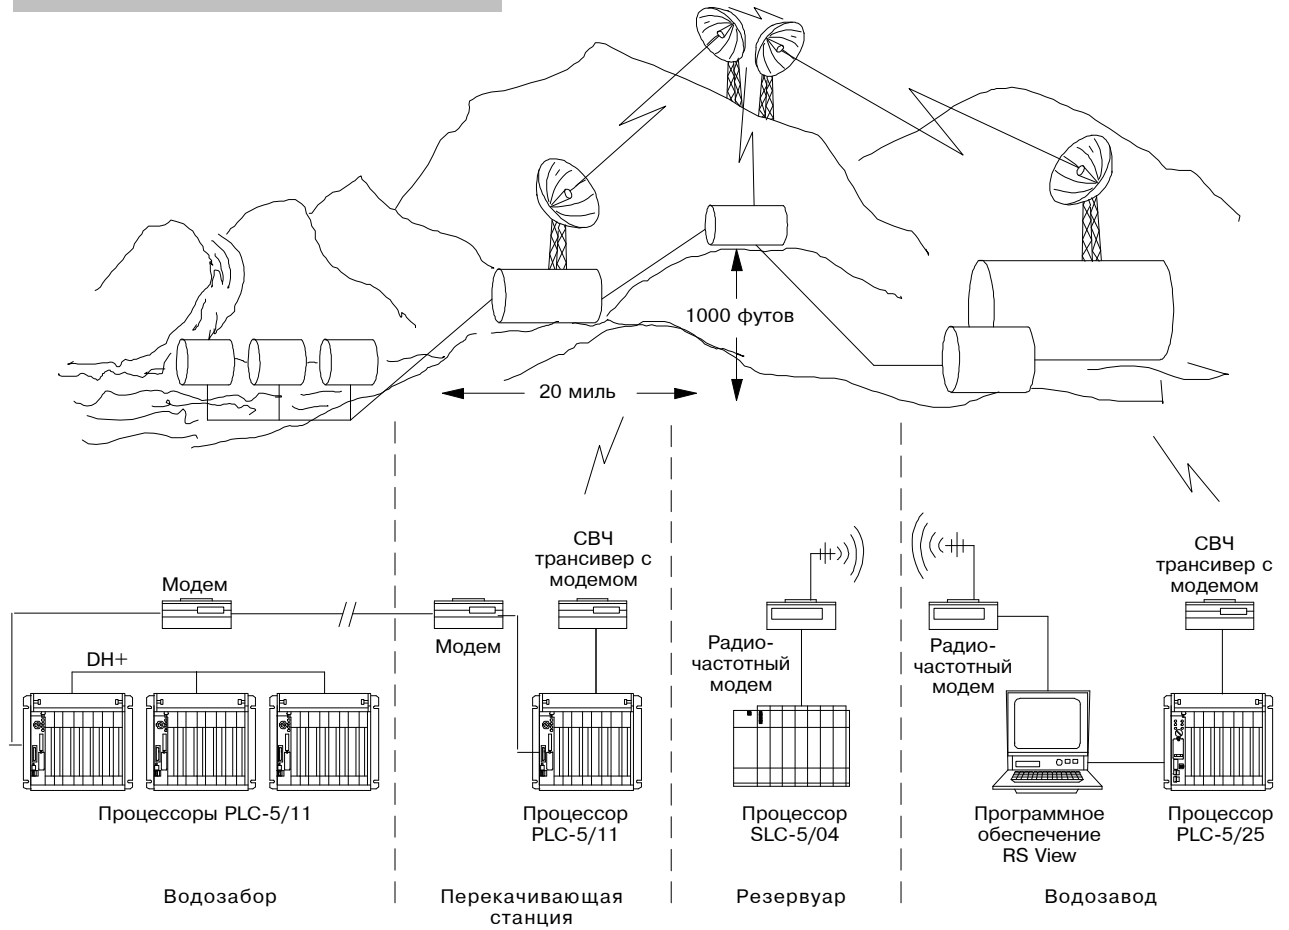 1000 футов
20 миль
СВЧ
трансивер с
модемом
СВЧ
трансивер с
модемом
Модем
Модем
Радио-
частотный
модем
Радио-
частотный
модем
DH+
Процессоры PLC-5/11
Процессор
PLC-5/11
Процессор
SLC-5/04
Программное
обеспечение
RS View
Процессор
PLC-5/25
Водозабор
Перекачивающая
станция
Резервуар
Водозавод